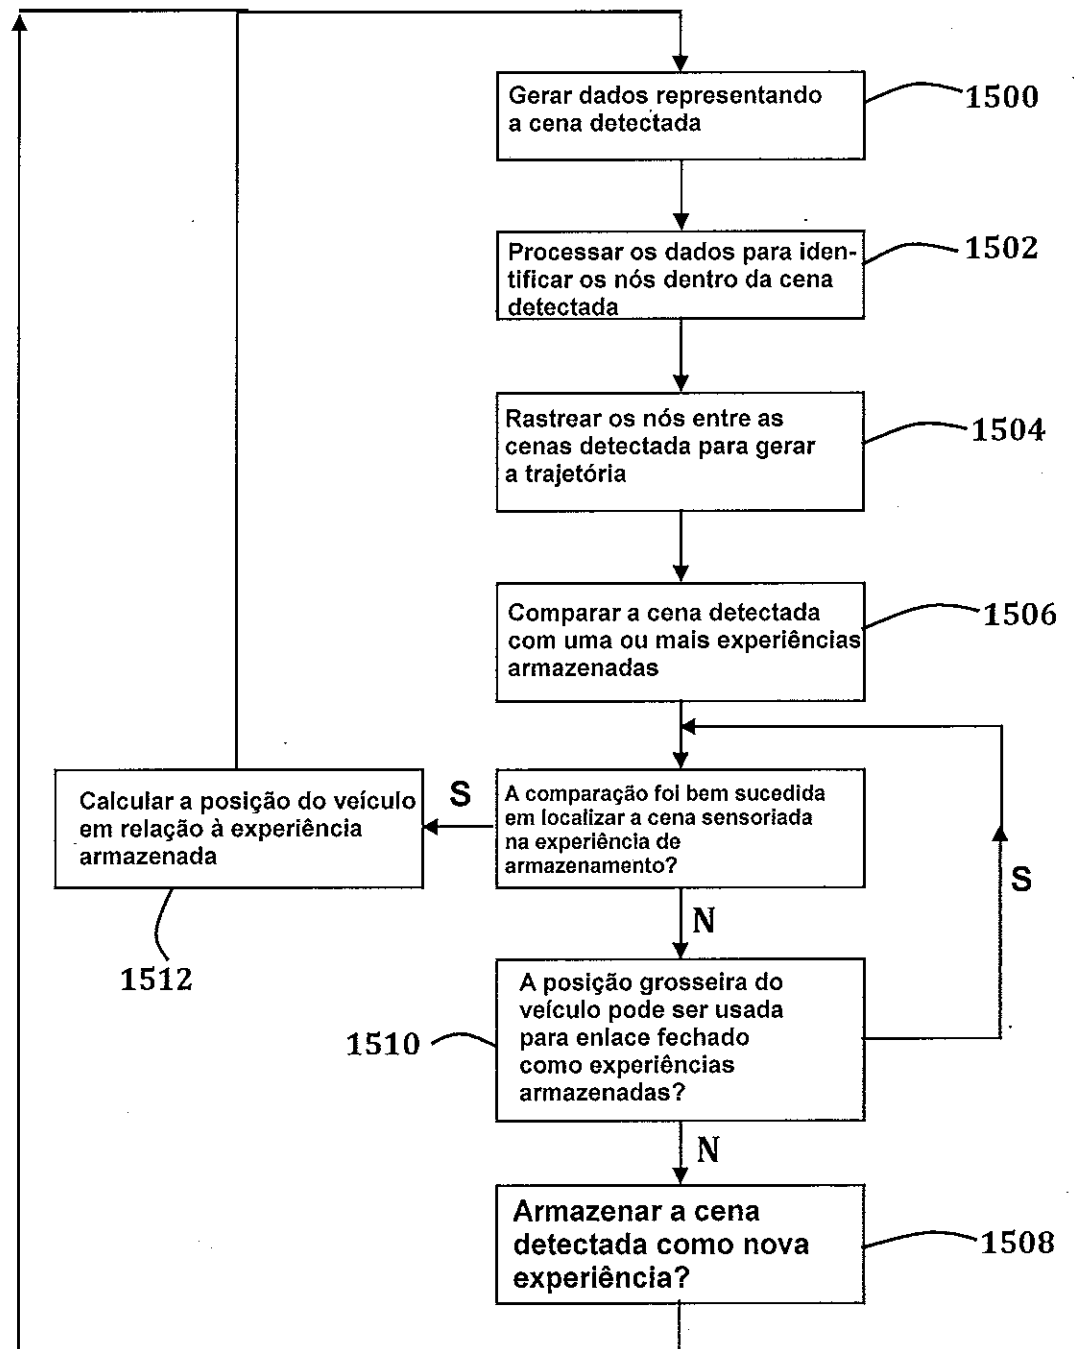 Gerar dados representando
a cena detectada
1500
Processar os dados para iden-
tificar os nós dentro da cena
detectada
1502
Rastrear os nós entre as
cenas detectada para gerar
a trajetória
1504
Comparar a cena detectada
com uma ou mais experiências
armazenadas
1506
A comparação foi bem sucedida
em localizar a cena sensoriada
na experiência de
armazenamento?
S
Calcular a posição do veículo
em relação à experiência
armazenada
1512
N
S
A posição grosseira do
veículo pode ser usada
para enlace fechado
como experiências
armazenadas?
1510
N
Armazenar a cena
detectada como nova
experiência?
1508